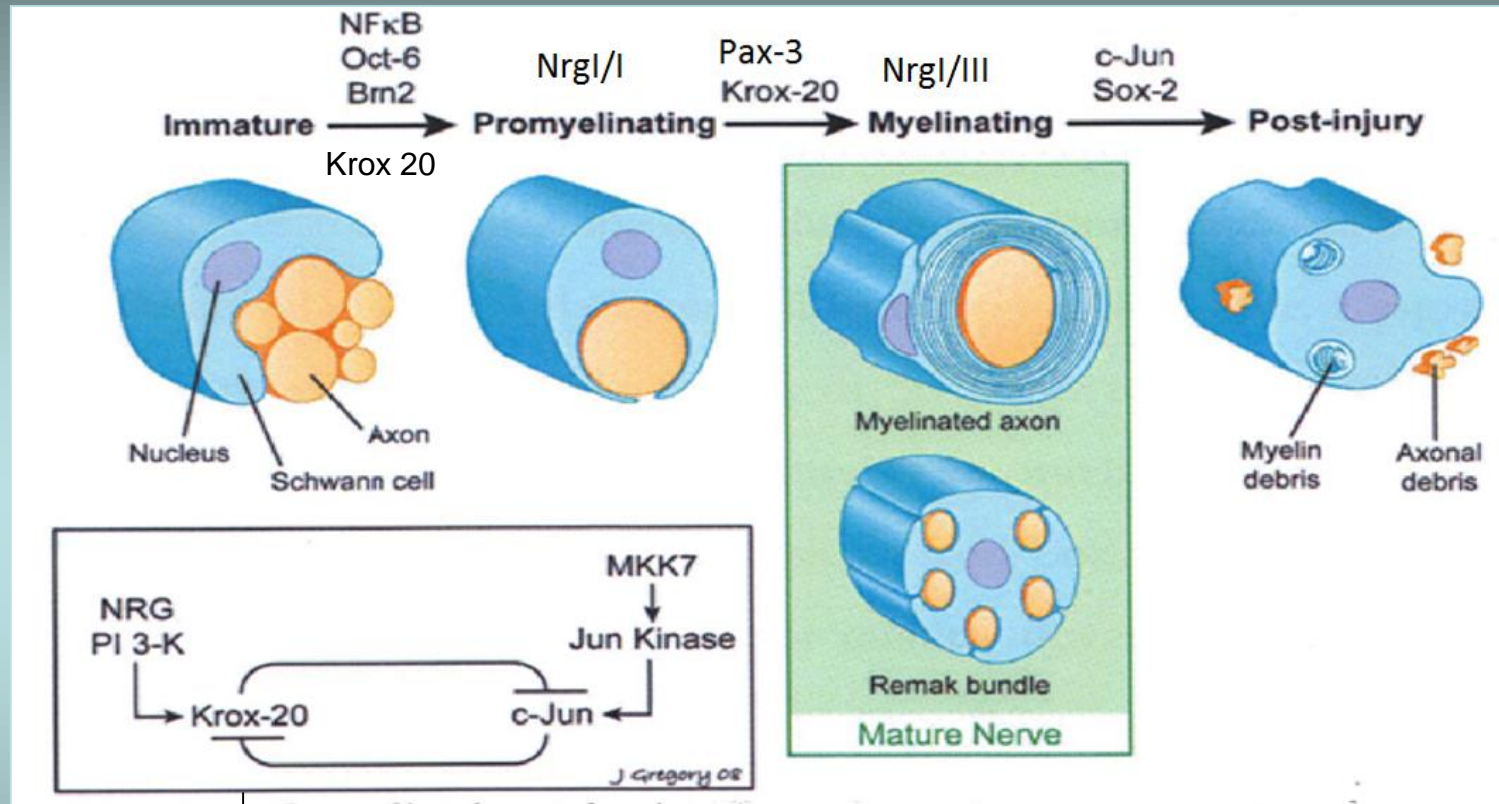 NFκB
Oct-6
Brn2
NrgI/I
Pax-3
Krox-20
NrgI/III
c-Jun
Sox-2
Immature
Promyelinating
Myelinating
Post-injury
Krox 20
Nucleus
Axon
Schwann cell
Myelinated axon
Remak bundle
Mature Nerve
Myelin
debris
Axonal
debris
NRG
PI 3-K
MKK7
Jun Kinase
Krox-20
c-Jun
J Gregory 08